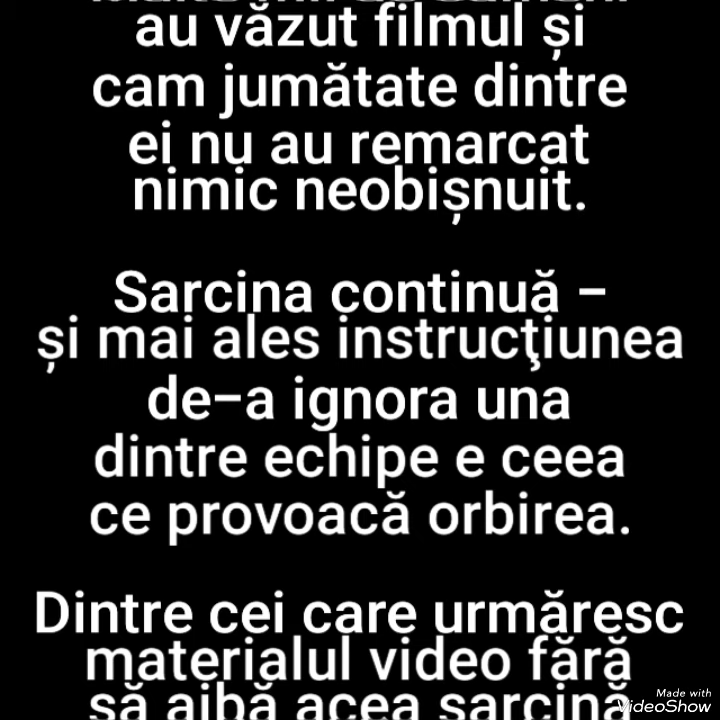 au văzut filmul și
cam jumătate dintre
ei nu au remarcat
nimic neobișnuit.
Sarcina continuă –
și mai ales instrucţiunea
de–a ignora una
dintre echipe e ceea
ce provoacă orbirea.
Dintre cei care urmăresc
materialul video fără
să aibă acea sarcină
Made with
VideoShow